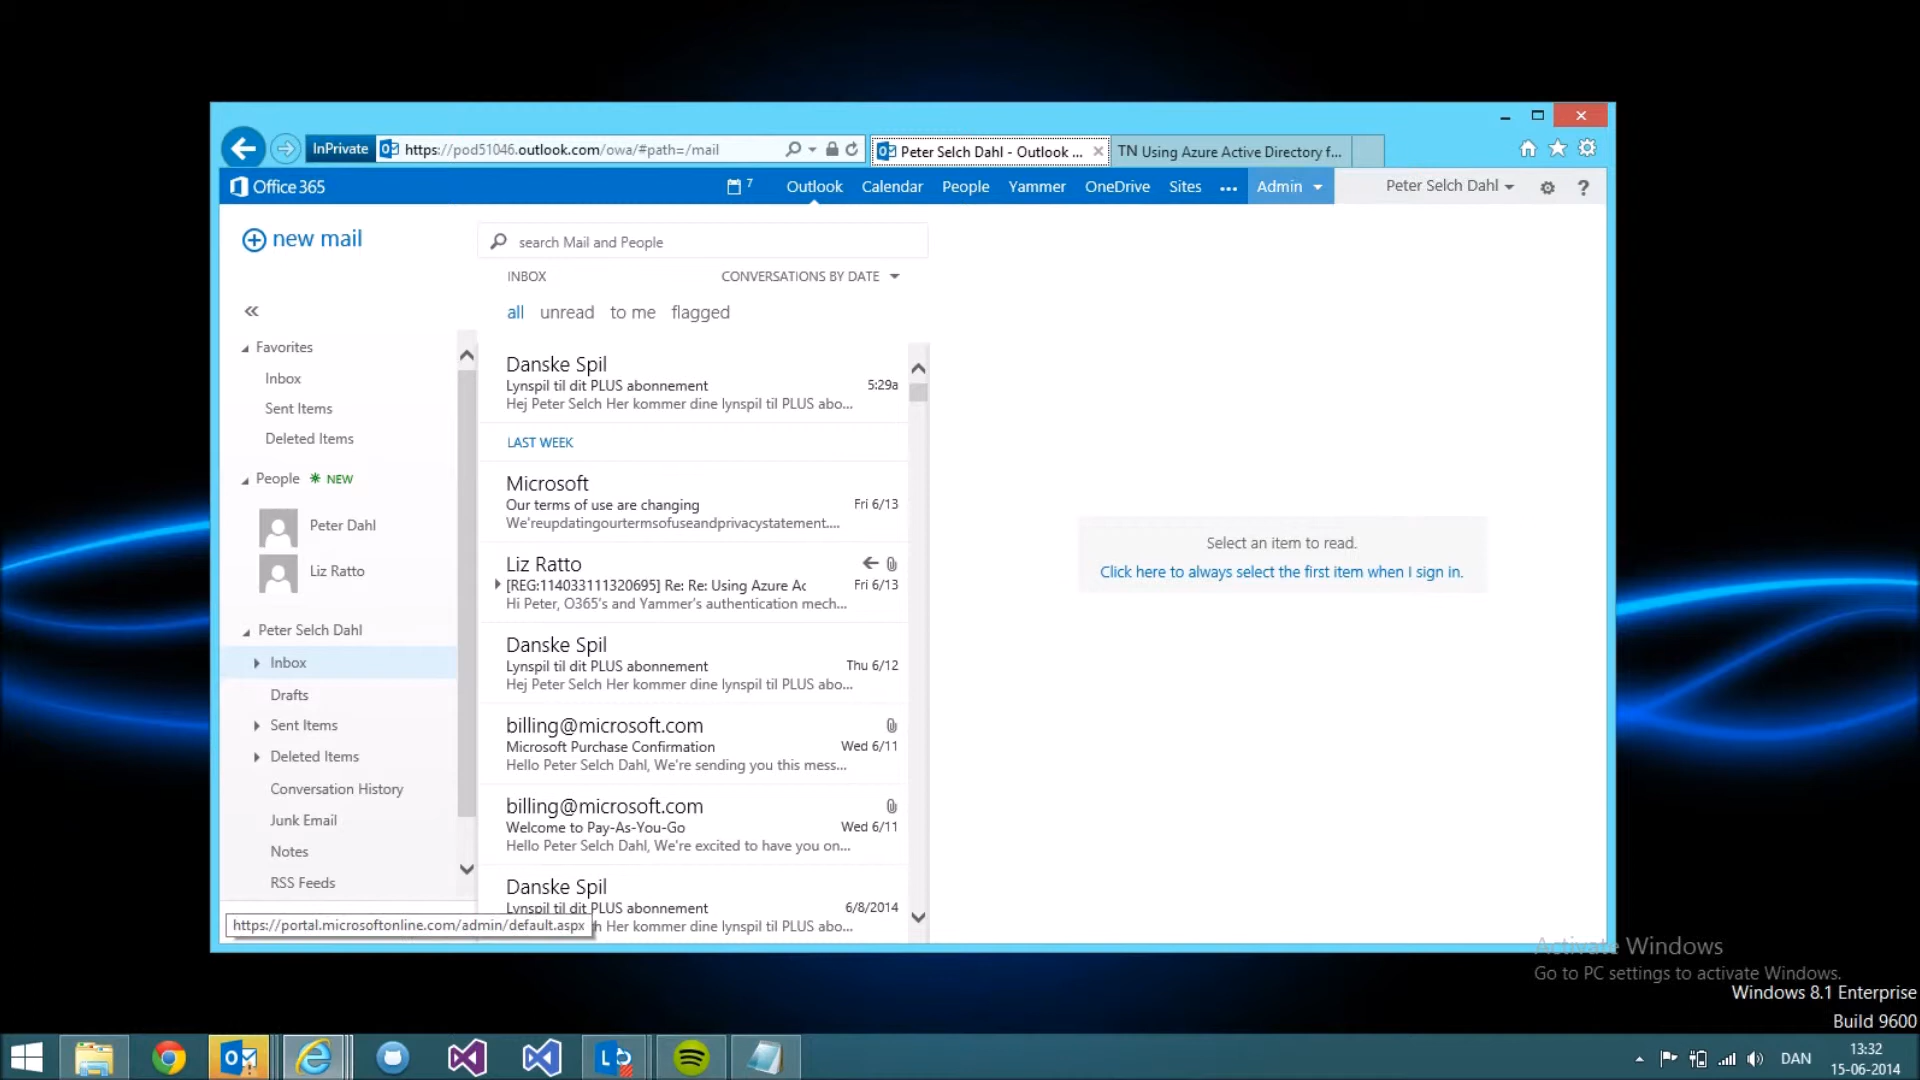 InPrivate
https://pod51046.outlook.com/owa/#path=/mail
Peter Selch Dahl - Outlook ...
TN Using Azure Active Directory f...
Office 365
7
Outlook
Calendar
People
Yammer
OneDrive
Sites
...
Admin
Peter Selch Dahl
?
new mail
search Mail and People
INBOX
CONVERSATIONS BY DATE
all
unread
to me
flagged
Favorites
Inbox
Sent Items
Deleted Items
People NEW
Peter Dahl
Liz Ratto
Peter Selch Dahl
Inbox
Drafts
Sent Items
Deleted Items
Conversation History
Junk Email
Notes
RSS Feeds
https://portal.microsoftonline.com/admin/default.aspx
Danske Spil
Lynspil til dit PLUS abonnement 5:29a
Hej Peter Selch Her kommer dine lynspil til PLUS abo...
LAST WEEK
Microsoft
Our terms of use are changing Fri 6/13
We'reupdatingourtermsofuseandprivacystatement....
Liz Ratto
[REG:114033111320695] Re: Re: Using Azure Ac Fri 6/13
Hi Peter, O365's and Yammer's authentication mech...
Danske Spil
Lynspil til dit PLUS abonnement Thu 6/12
Hej Peter Selch Her kommer dine lynspil til PLUS abo...
billing@microsoft.com
Microsoft Purchase Confirmation Wed 6/11
Hello Peter Selch Dahl, We're sending you this mess...
billing@microsoft.com
Welcome to Pay-As-You-Go Wed 6/11
Hello Peter Selch Dahl, We're excited to have you on...
Danske Spil
Lynspil til dit PLUS abonnement 6/8/2014
h Her kommer dine lynspil til PLUS abo...
Select an item to read.
Click here to always select the first item when I sign in.
Activate Windows
Go to PC settings to activate Windows.
Windows 8.1 Enterprise
Build 9600
DAN
13:32
15-06-2014